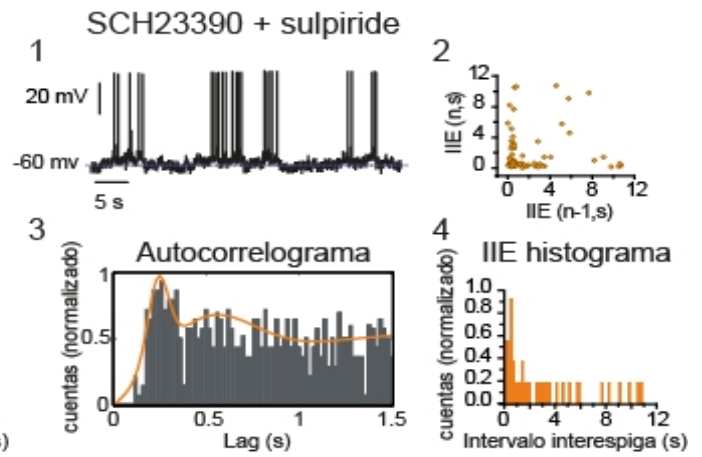 SCH23390 + sulpiride
1
20 mV
-60 mv
5 s
2
12
8
4
0
IIE (n,s)
0 4 8 12
IIE (n-1,s)
3
Autocorrelograma
1
0.5
0
cuentas (normalizado)
0 0.5 1 1.5
Lag (s)
4
IIE histograma
1.0
0.8
0.6
0.4
0.2
0.0
cuentas (normalizado)
0 4 8 12
Intervalo interespiga (s)
s)